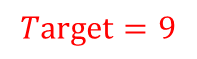 Target = 9